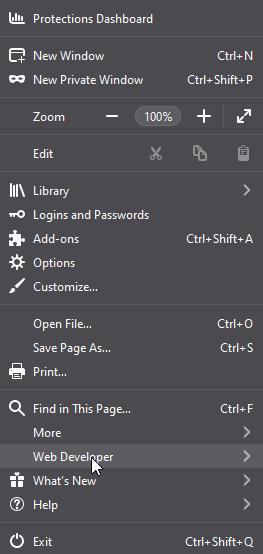 Protections Dashboard
New Window Ctrl+N
New Private Window Ctrl+Shift+P
Zoom 100%
Edit
Library
Logins and Passwords
Add-ons Ctrl+Shift+A
Options
Customize...
Open File... Ctrl+O
Save Page As... Ctrl+S
Print...
Find in This Page... Ctrl+F
More
Web Developer
What's New
Help
Exit Ctrl+Shift+Q